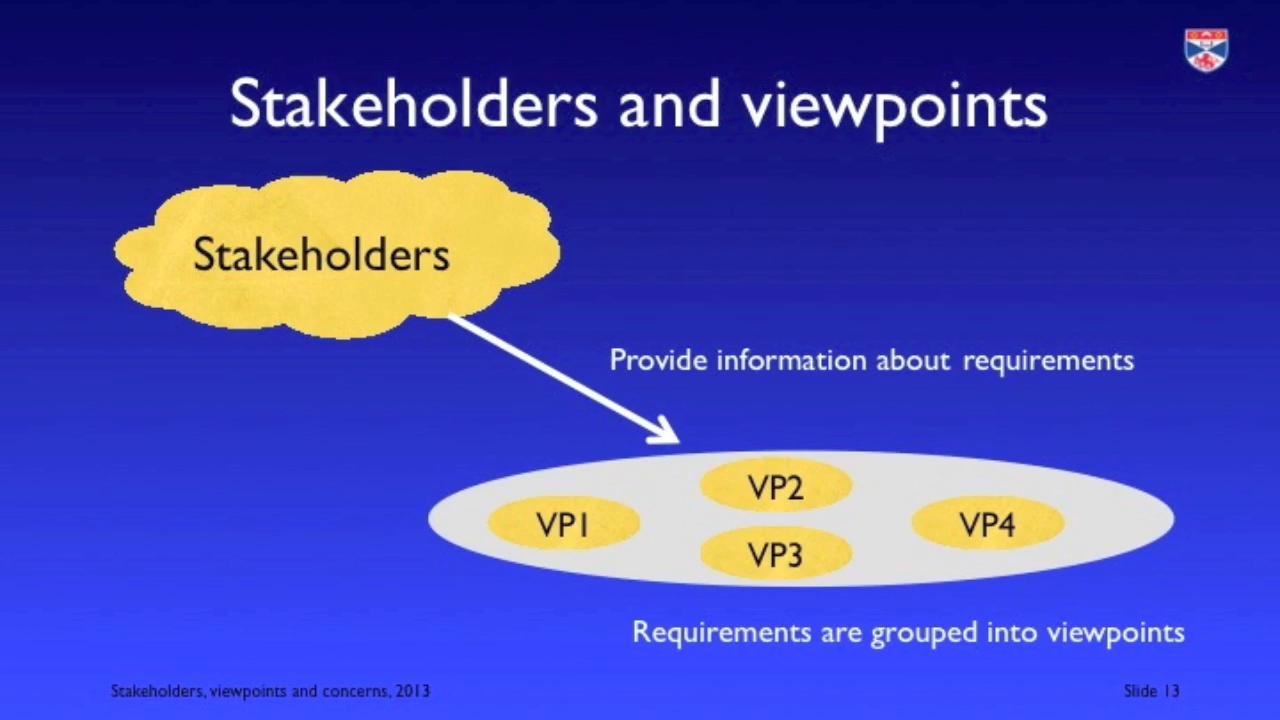 Stakeholders and viewpoints
Stakeholders
Provide information about requirements
VP2
VP1
VP4
VP3
Requirements are grouped into viewpoints
Stakeholders, viewpoints and concerns, 2013
Slide 13